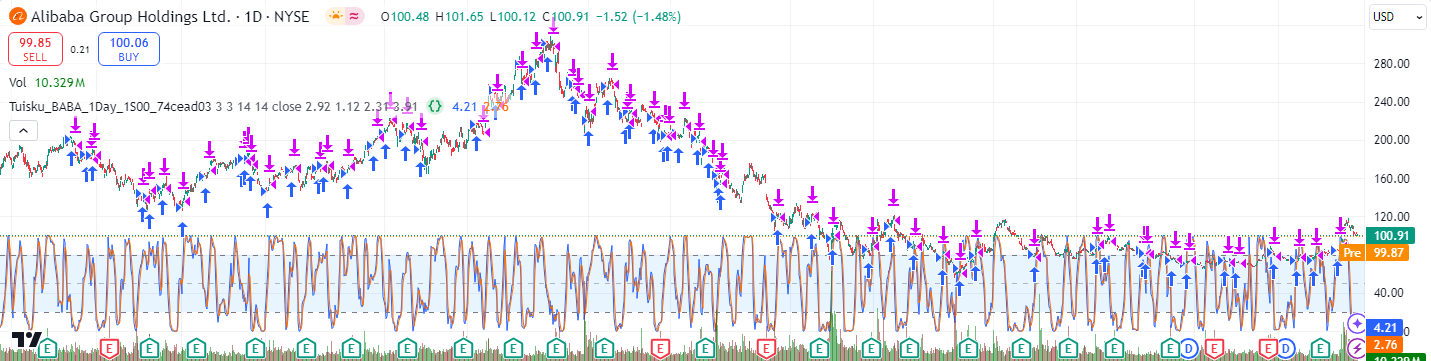 Alibaba Group Holdings Ltd. · 1D · NYSE O100.48 H101.65 L100.12 C100.91 −1.52 (−1.48%)
USD
99.85 SELL 0.21 100.06 BUY
Vol 10.329M
Tuisku_BABA_1Day_1S00_74cead03 3 3 14 14 close 2.92 1.12 2.31 3.91 4.21 2.76
280.00
240.00
200.00
160.00
120.00
100.91
Pre 99.87
40.00
4.21
2.76
E E E E E E E E E E E E E E E E E E E E E E E E E D E E D E